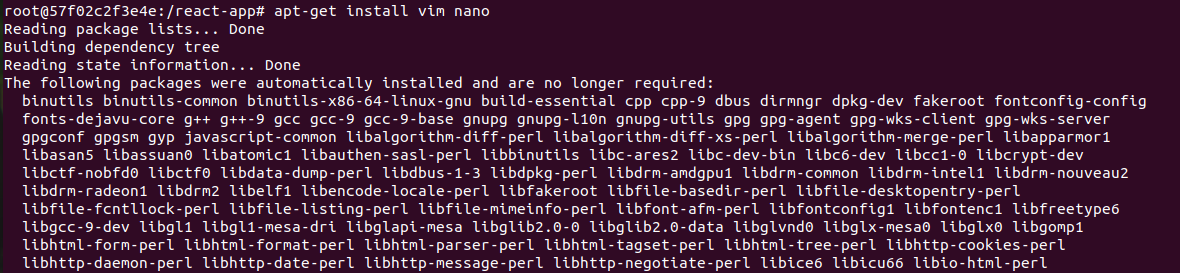 root@57f02c2f3e4e:/react-app# apt-get install vim nano
Reading package lists... Done
Building dependency tree
Reading state information... Done
The following packages were automatically installed and are no longer required:
  binutils binutils-common binutils-x86-64-linux-gnu build-essential cpp cpp-9 dbus dirmngr dpkg-dev fakeroot fontconfig-config
  fonts-dejavu-core g++ g++-9 gcc gcc-9 gcc-9-base gnupg gnupg-l10n gnupg-utils gpg gpg-agent gpg-wks-client gpg-wks-server
  gpgconf gpgsm gyp javascript-common libalgorithm-diff-perl libalgorithm-diff-xs-perl libalgorithm-merge-perl libapparmor1
  libasan5 libassuan0 libatomic1 libauthen-sasl-perl libbinutils libc-ares2 libc-dev-bin libc6-dev libcc1-0 libcrypt-dev
  libctf-nobfd0 libctf0 libdata-dump-perl libdbus-1-3 libdpkg-perl libdrm-amdgpu1 libdrm-common libdrm-intel1 libdrm-nouveau2
  libdrm-radeon1 libdrm2 libelf1 libencode-locale-perl libfakeroot libfile-basedir-perl libfile-desktopentry-perl
  libfile-fcntllock-perl libfile-listing-perl libfile-mimeinfo-perl libfont-afm-perl libfontconfig1 libfontenc1 libfreetype6
  libgcc-9-dev libgl1 libgl1-mesa-dri libglapi-mesa libglib2.0-0 libglib2.0-data libglvnd0 libglx-mesa0 libglx0 libgomp1
  libhtml-form-perl libhtml-format-perl libhtml-parser-perl libhtml-tagset-perl libhtml-tree-perl libhttp-cookies-perl
  libhttp-daemon-perl libhttp-date-perl libhttp-message-perl libhttp-negotiate-perl libice6 libicu66 libio-html-perl